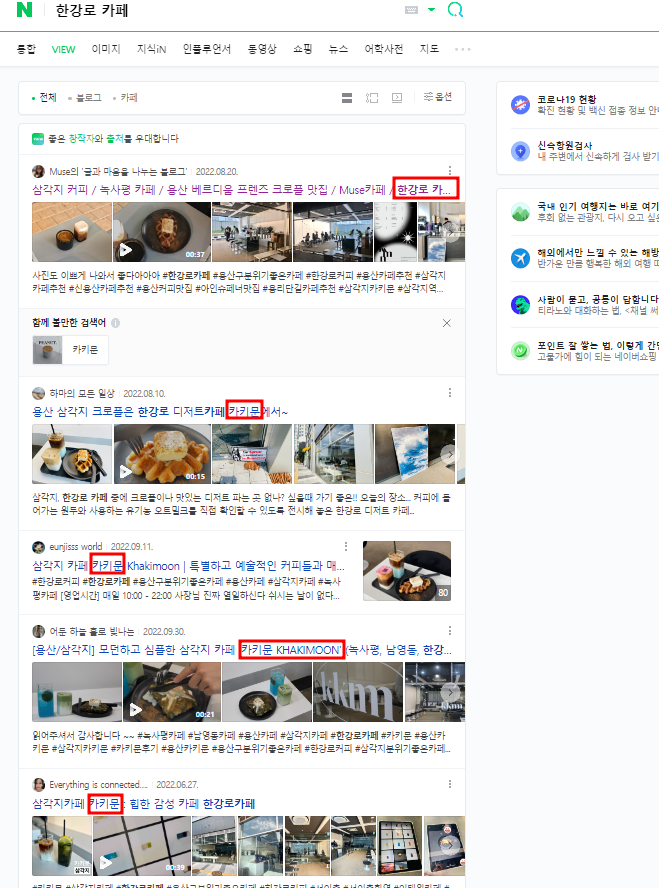 N 한강로 카페
통합 VIEW 이미지 지식iN 인플루언서 동영상 쇼핑 뉴스 어학사전 지도
전체 블로그 카페 옵션
좋은 창작자와 출처를 우대합니다
Muse의 '글과 마음을 나누는 블로그' 2022.08.20.
삼각지 커피 / 녹사평 카페 / 용산 베르디움 프렌즈 크로플 맛집 / Muse카페 / 한강로 카...
00:37
사진도 이쁘게 나와서 좋다아아아 #한강로카페 #용산구분위기좋은카페 #한강로커피 #용산카페추천 #삼각지
카페추천 #신용산카페추천 #용산커피맛집 #아인슈페너맛집 #용리단길카페추천 #삼각지카키문 #삼각지역...
함께 볼만한 검색어
카키문
하마의 모든 일상 2022.08.10.
용산 삼각지 크로플은 한강로 디저트카페 카키문에서~
00:15
삼각지, 한강로 카페 중에 크로플이나 맛있는 디저트 파는 곳 없나? 싶을때 가기 좋은!! 오늘의 장소... 커피에 들
어가는 원두와 사용하는 유기농 오트밀크를 직접 확인할 수 있도록 전시해 놓은 한강로 디저트 카페...
eunjisss world 2022.09.11.
삼각지 카페 카키문 Khakimoon | 특별하고 예술적인 커피들과 매...
#한강로커피 #한강로카페 #용산구분위기좋은카페 #용산카페 #삼각지카페 #녹사
평카페 [영업시간] 매일 10:00 - 22:00 사장님 진짜 열일하신다 쉬시는 날이 없다...
80
어둔 하늘 홀로 빛나는 2022.09.30.
[용산/삼각지] 모던하고 심플한 삼각지 카페 '카키문 KHAKIMOON' (녹사평, 남영동, 한강...
00:21
kkm
kkm
읽어주셔서 감사합니다 ~~ #녹사평카페 #남영동카페 #용산카페 #삼각지카페 #한강로카페 #카키문 #용산카
키문 #삼각지카키문 #카키문후기 #용산카키문 #용산구분위기좋은카페 #한강로커피 #삼각지분위기좋은카페...
Everything is connected.... 2022.06.27.
삼각지카페 카키문 : 힙한 감성 카페 한강로카페
카키문
삼각지
00:39
코로나19 현황
확진 현황 및 백신 접종 정보 안
신속항원검사
내 주변에서 신속하게 검사 받기
국내 인기 여행지는 바로 여기
후회 없는 관광지, 다시 오고 싶은
해외에서만 느낄 수 있는 해방
반가운 만큼 행복한 해외 여행
사람이 묻고, 공룡이 답합니다
티라노와 대화하는 법, <채널 써
포인트 잘 쌓는 법, 이렇게 간
고물가에 힘이 되는 네이버쇼핑